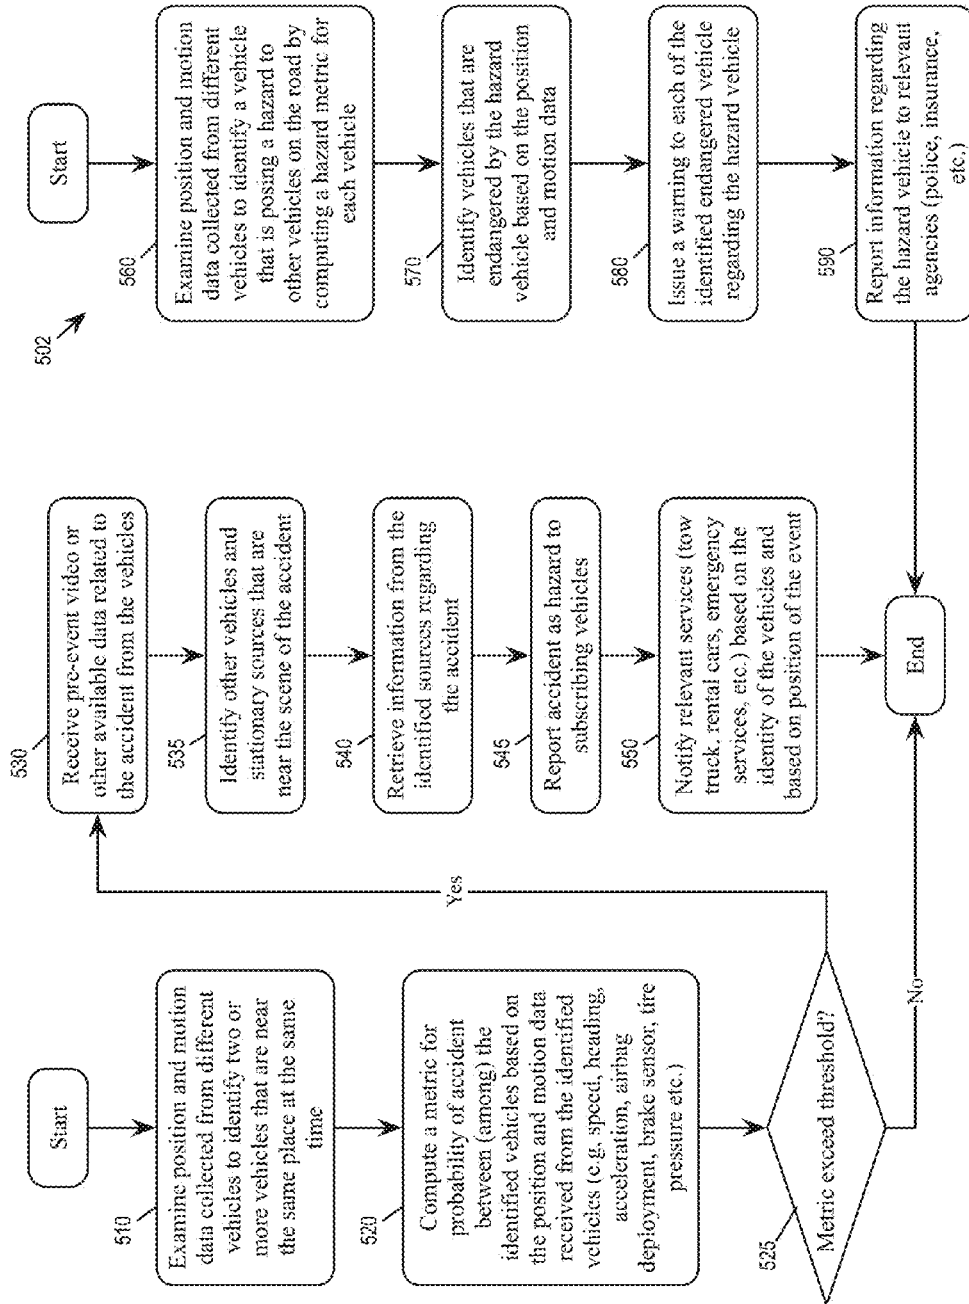 Start
510
Examine position and motion
data collected from different
vehicles to identify two or
more vehicles that are near
the same place at the same
time
520
Compute a metric for
probability of accident
between (among) the
identified vehicles based on
the position and motion data
received from the identified
vehicles (e.g. speed, heading,
acceleration, airbag
deployment, brake sensor, tire
pressure etc.)
525
Metric exceed threshold?
Yes
No
530
Receive pre-event video or
other available data related to
the accident from the vehicles
535
Identify other vehicles and
stationary sources that are
near the scene of the accident
540
Retrieve information from the
identified sources regarding
the accident
545
Report accident as hazard to
subscribing vehicles
550
Notify relevant services (tow
truck, rental cars, emergency
services, etc.) based on the
identity of the vehicles and
based on position of the event
End
502
Start
560
Examine position and motion
data collected from different
vehicles to identify a vehicle
that is posing a hazard to
other vehicles on the road by
computing a hazard metric for
each vehicle
570
Identify vehicles that are
endangered by the hazard
vehicle based on the position
and motion data
580
Issue a warning to each of the
identified endangered vehicle
regarding the hazard vehicle
590
Report information regarding
the hazard vehicle to relevant
agencies (police, insurance,
etc.)